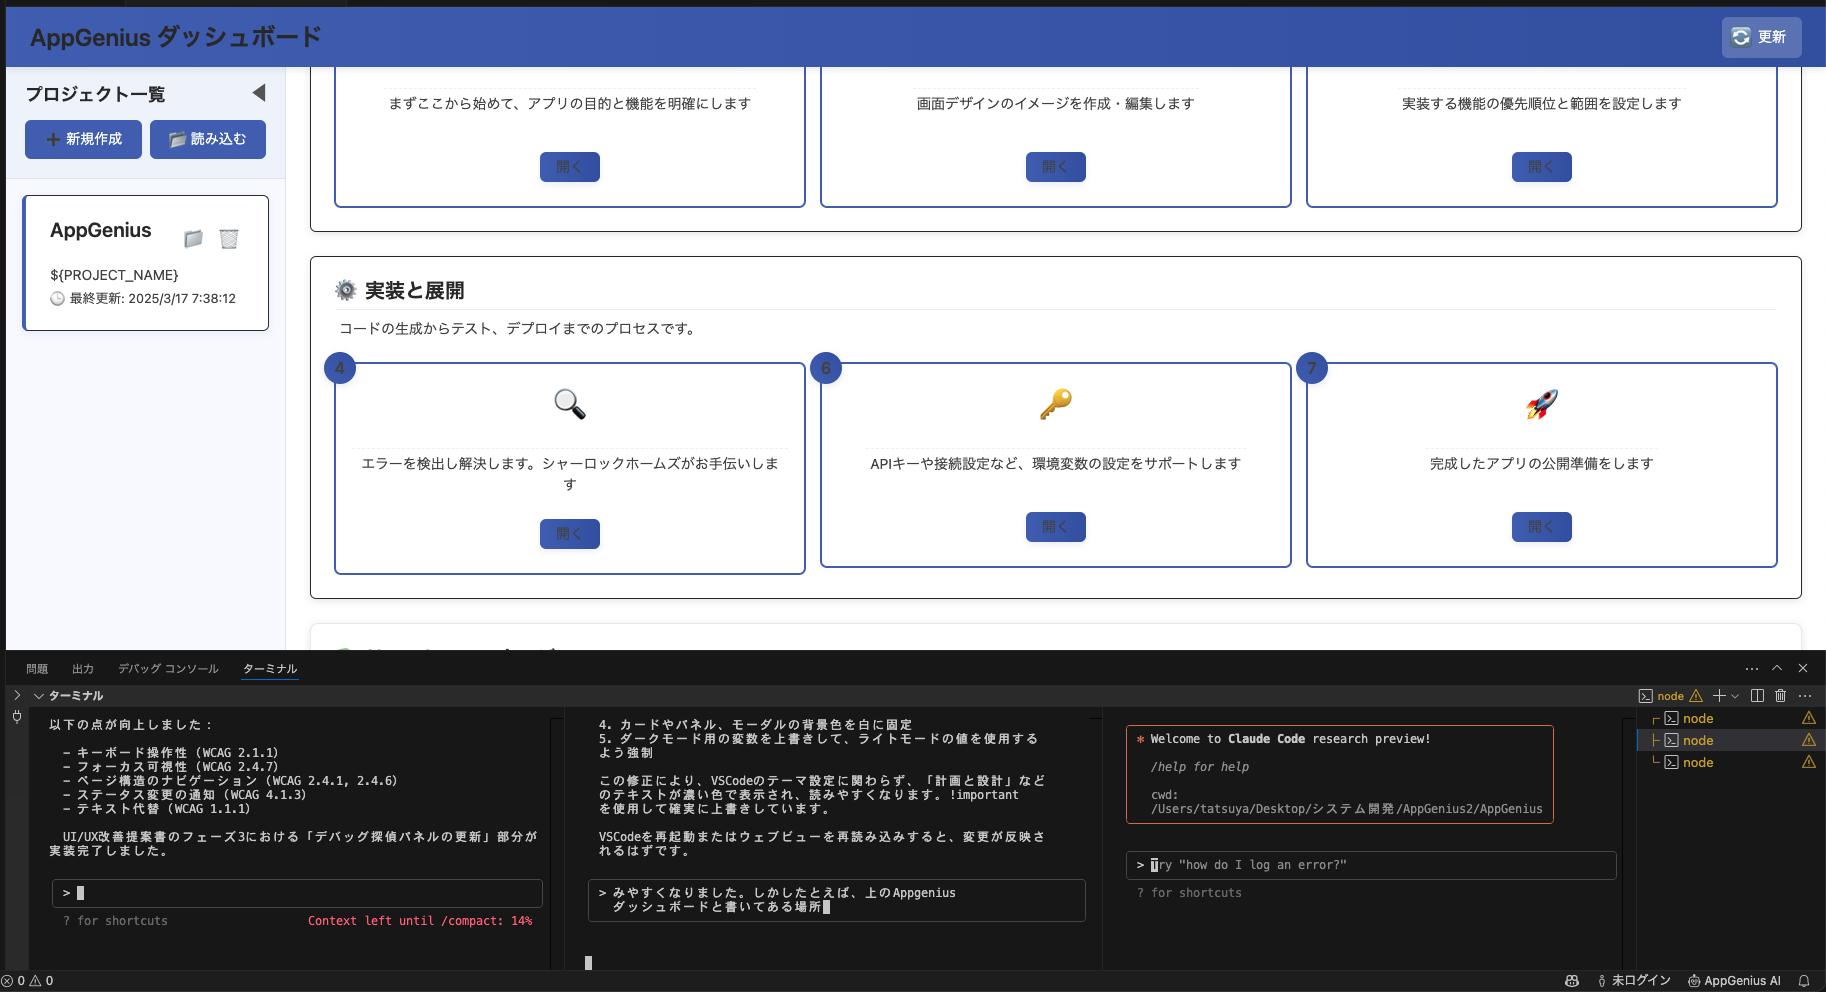 AppGenius ダッシュボード
更新
プロジェクト一覧
新規作成
読み込む
AppGenius
${PROJECT_NAME}
最終更新: 2025/3/17 7:38:12
まずここから始めて、アプリの目的と機能を明確にします
開く
画面デザインのイメージを作成・編集します
開く
実装する機能の優先順位と範囲を設定します
開く
実装と展開
コードの生成からテスト、デプロイまでのプロセスです。
4
エラーを検出し解決します。シャーロックホームズがお手伝いしま
す
開く
6
APIキーや接続設定など、環境変数の設定をサポートします
開く
7
完成したアプリの公開準備をします
開く
問題 出力 デバッグ コンソール ターミナル
ターミナル
node
以下の点が向上しました：
- キーボード操作性 (WCAG 2.1.1)
- フォーカス可視性 (WCAG 2.4.7)
- ページ構造のナビゲーション (WCAG 2.4.1, 2.4.6)
- ステータス変更の通知 (WCAG 4.1.3)
- テキスト代替 (WCAG 1.1.1)
UI/UX改善提案書のフェーズ3における「デバッグ探偵パネルの更新」部分が
実装完了しました。
>
? for shortcuts
Context left until /compact: 14%
4. カードやパネル、モーダルの背景色を白に固定
5. ダークモード用の変数を上書きして、ライトモードの値を使用する
よう強制
この修正により、VSCodeのテーマ設定に関わらず、「計画と設計」など
のテキストが濃い色で表示され、読みやすくなります。!important
を使用して確実に上書きしています。
VSCodeを再起動またはウェブビューを再読み込みすると、変更が反映さ
れるはずです。
> みやすくなりました。しかしたとえば、上のAppgenius
ダッシュボードと書いてある場所
* Welcome to Claude Code research preview!
/help for help
cwd:
/Users/tatsuya/Desktop/システム開発/AppGenius2/AppGenius
> Try "how do I log an error?"
? for shortcuts
node
node
node
0 0
未ログイン
AppGenius AI